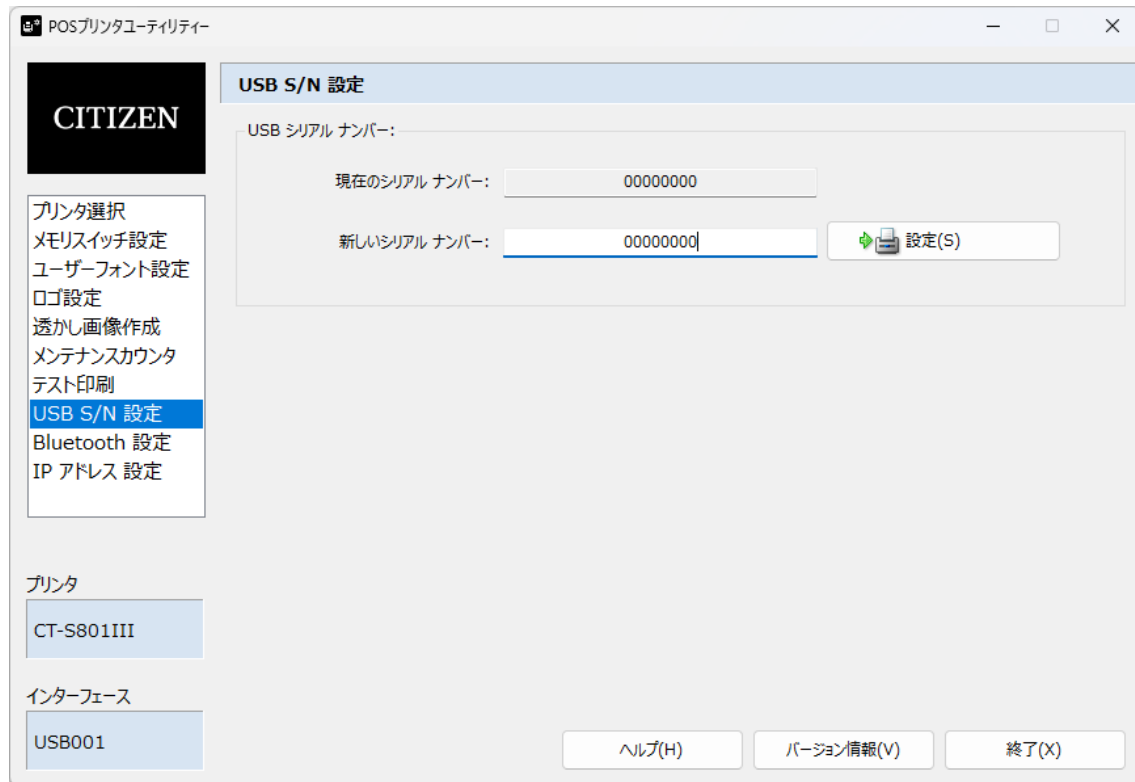 POSプリンタユーティリティー
CITIZEN
プリンタ選択
メモリスイッチ設定
ユーザーフォント設定
ロゴ設定
透かし画像作成
メンテナンスカウンタ
テスト印刷
USB S/N 設定
Bluetooth 設定
IP アドレス 設定
プリンタ
CT-S801III
インターフェース
USB001
USB S/N 設定
USB シリアル ナンバー:
現在のシリアル ナンバー: 00000000
新しいシリアル ナンバー: 00000000 設定(S)
ヘルプ(H) バージョン情報(V) 終了(X)